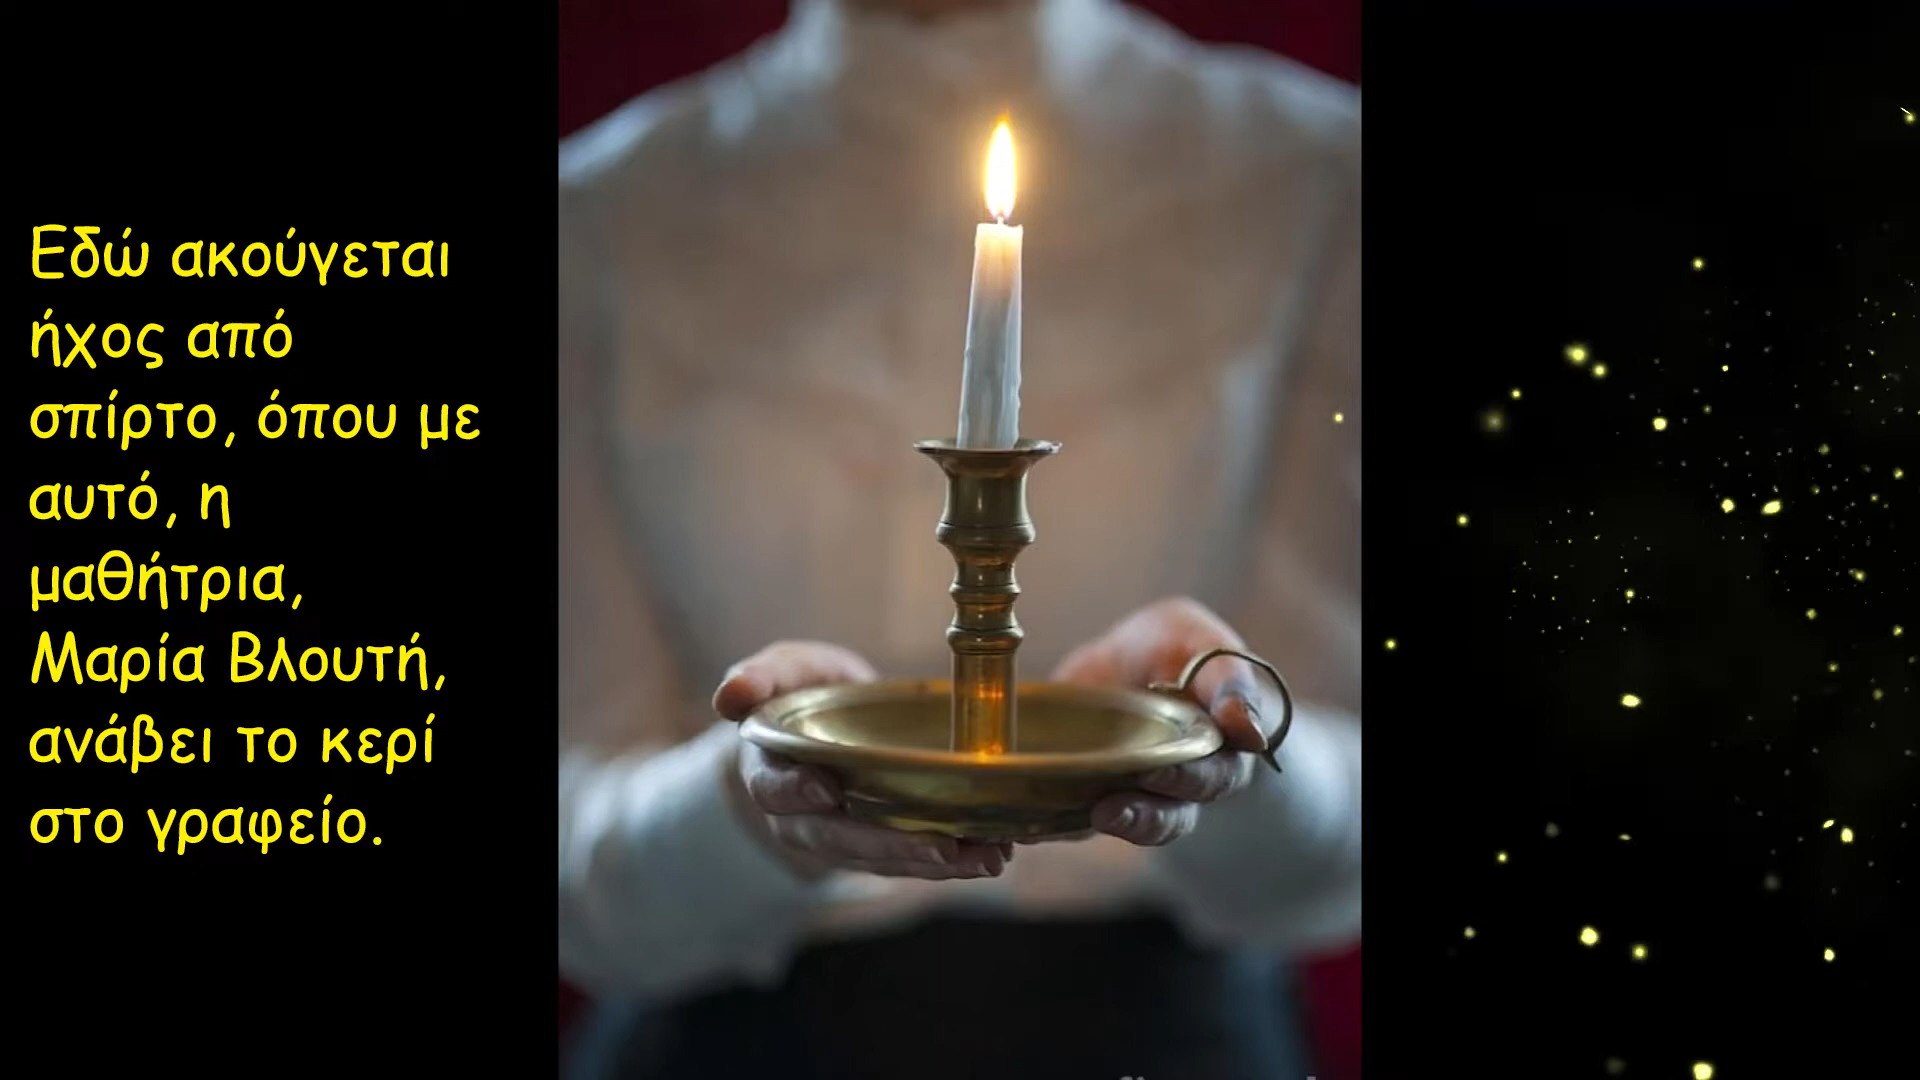 Εδώ ακούγεται
ήχος από
σπίρτο, όπου με
αυτό, η
μαθήτρια,
Μαρία Βλουτή,
ανάβει το κερί
στο γραφείο.